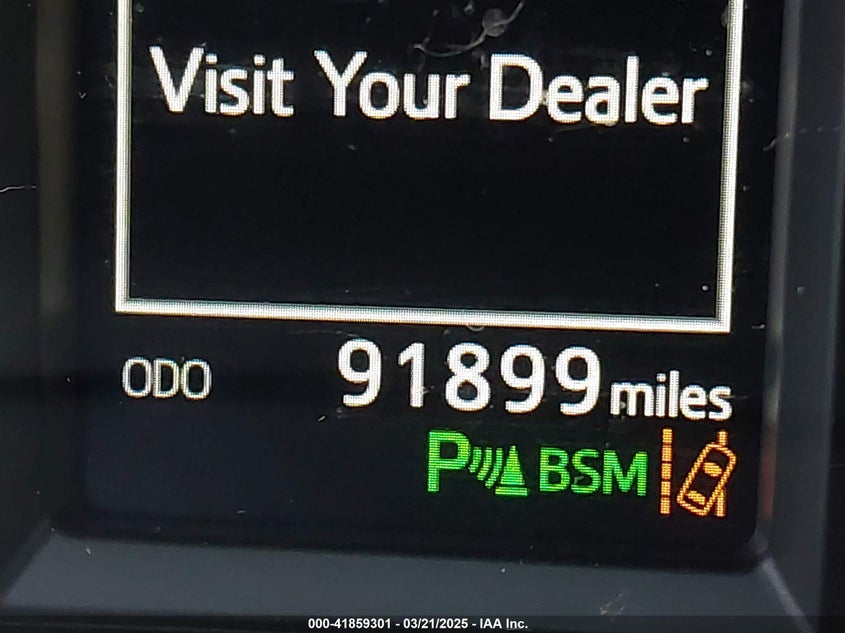 Visit Your Dealer
ODO 91899 miles
P BSM
000-41859301 - 03/21/2025 - IAA Inc.